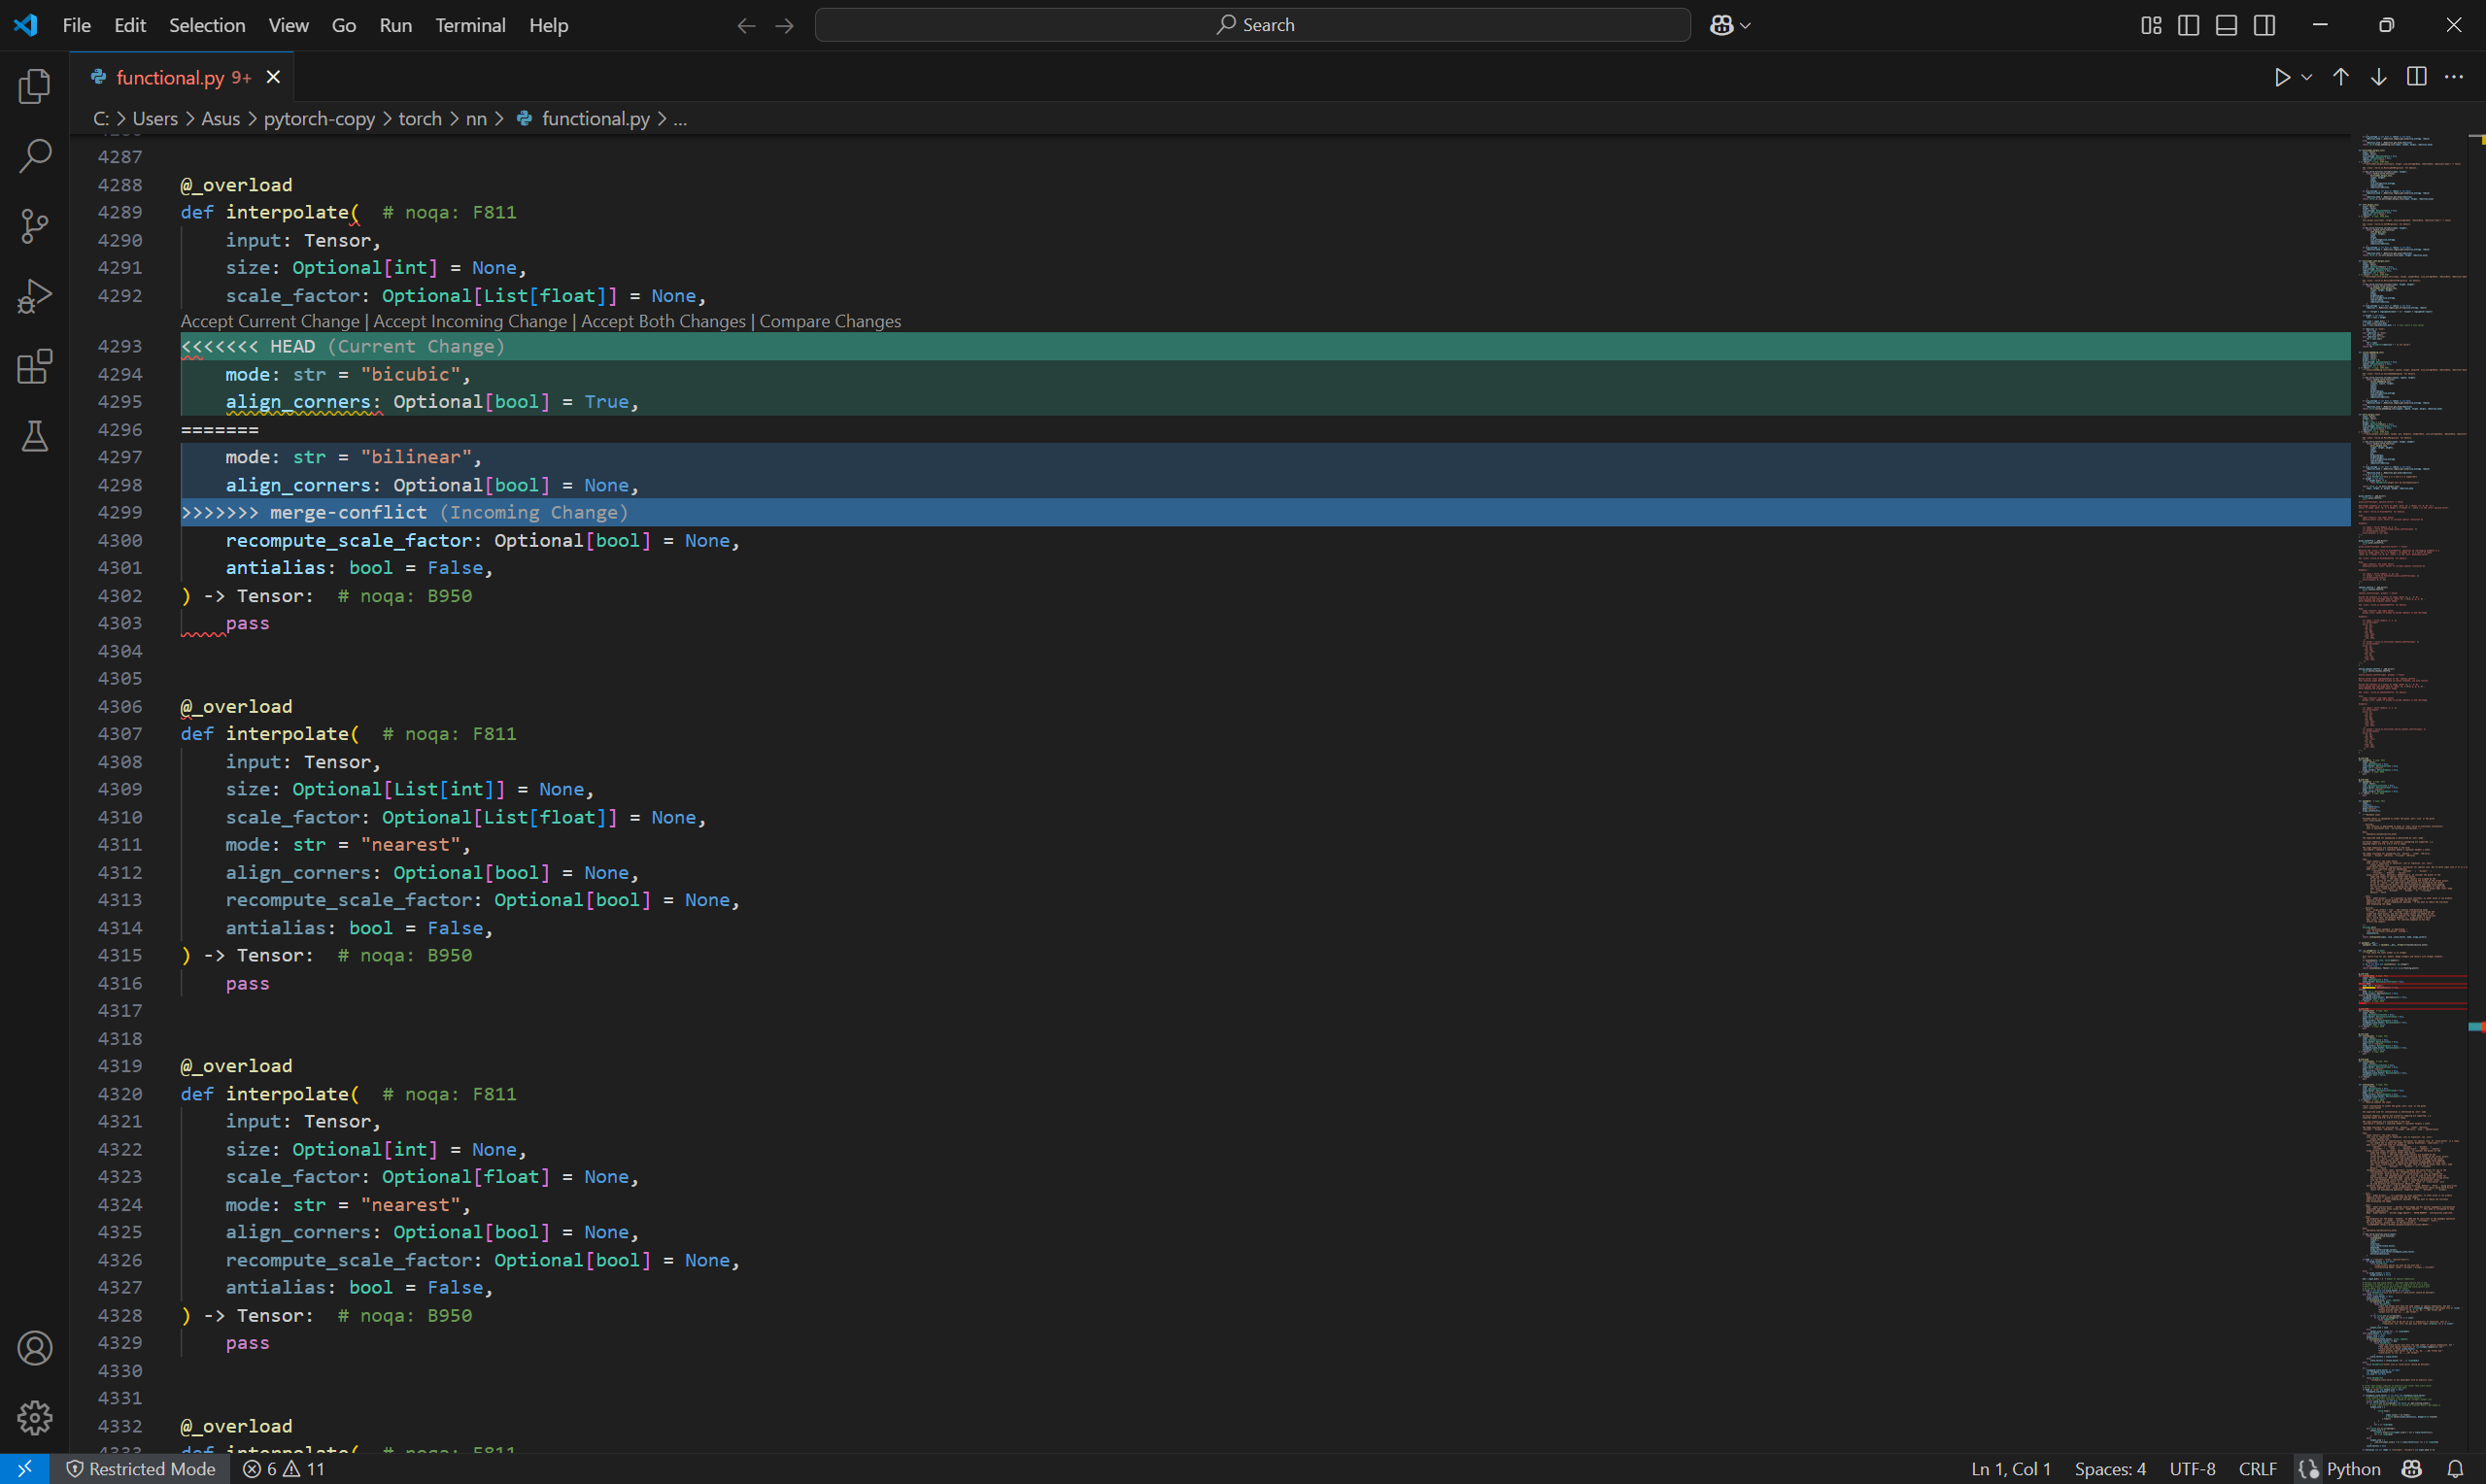 File Edit Selection View Go Run Terminal Help
Search
functional.py 9+
C: > Users > Asus > pytorch-copy > torch > nn > functional.py > ...
4287
4288 @_overload
4289 def interpolate(  # noqa: F811
4290     input: Tensor,
4291     size: Optional[int] = None,
4292     scale_factor: Optional[List[float]] = None,
Accept Current Change | Accept Incoming Change | Accept Both Changes | Compare Changes
4293 <<<<<<< HEAD (Current Change)
4294     mode: str = "bicubic",
4295     align_corners: Optional[bool] = True,
4296 =======
4297     mode: str = "bilinear",
4298     align_corners: Optional[bool] = None,
4299 >>>>>>> merge-conflict (Incoming Change)
4300     recompute_scale_factor: Optional[bool] = None,
4301     antialias: bool = False,
4302 ) -> Tensor:  # noqa: B950
4303     pass
4304
4305
4306 @_overload
4307 def interpolate(  # noqa: F811
4308     input: Tensor,
4309     size: Optional[List[int]] = None,
4310     scale_factor: Optional[List[float]] = None,
4311     mode: str = "nearest",
4312     align_corners: Optional[bool] = None,
4313     recompute_scale_factor: Optional[bool] = None,
4314     antialias: bool = False,
4315 ) -> Tensor:  # noqa: B950
4316     pass
4317
4318
4319 @_overload
4320 def interpolate(  # noqa: F811
4321     input: Tensor,
4322     size: Optional[int] = None,
4323     scale_factor: Optional[float] = None,
4324     mode: str = "nearest",
4325     align_corners: Optional[bool] = None,
4326     recompute_scale_factor: Optional[bool] = None,
4327     antialias: bool = False,
4328 ) -> Tensor:  # noqa: B950
4329     pass
4330
4331
4332 @_overload
4333 def interpolate(  # noqa: F811
Restricted Mode 6 11 Ln 1, Col 1 Spaces: 4 UTF-8 CRLF Python